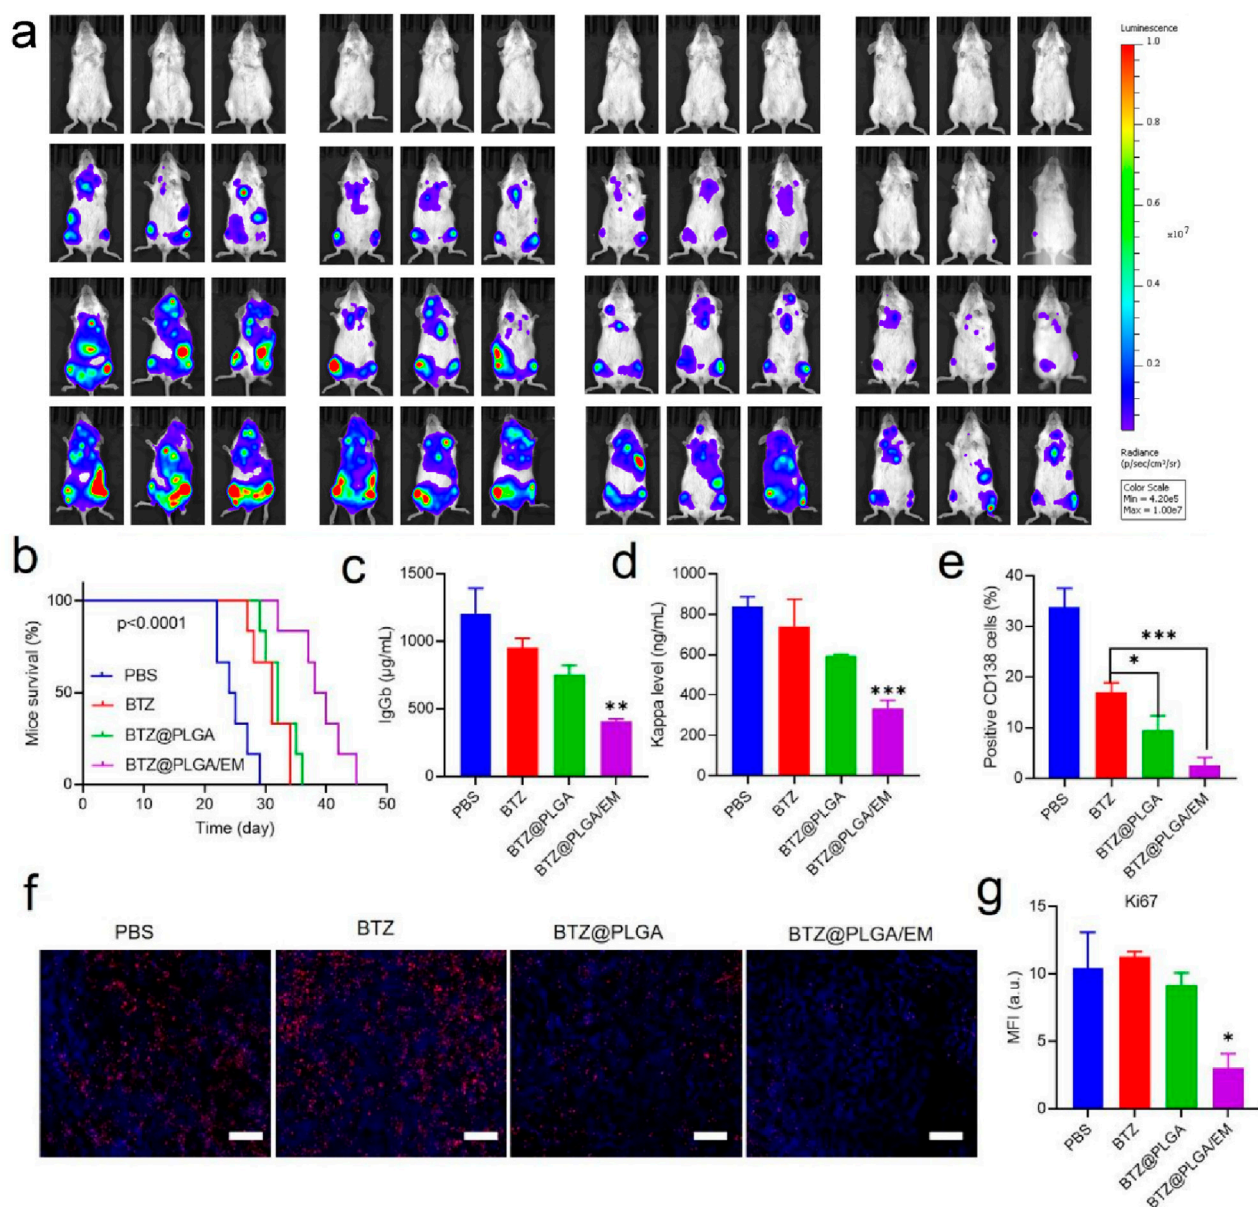 a
Luminescence
1.0
0.8
0.6
x10⁷
0.4
0.2
Radiance
(p/sec/cm²/sr)
Color Scale
Min = 4.20e5
Max = 1.00e7
b
Mice survival (%)
100
50
0
p<0.0001
PBS
BTZ
BTZ@PLGA
BTZ@PLGA/EM
0 10 20 30 40 50
Time (day)
c
IgGb (µg/mL)
1500
1000
500
0
**
PBS
BTZ
BTZ@PLGA
BTZ@PLGA/EM
d
Kappa level (ng/mL)
800
600
400
200
0
***
PBS
BTZ
BTZ@PLGA
BTZ@PLGA/EM
e
Positive CD138 cells (%)
40
30
20
10
0
***
*
PBS
BTZ
BTZ@PLGA
BTZ@PLGA/EM
f
PBS
BTZ
BTZ@PLGA
BTZ@PLGA/EM
g
Ki67
MFI (a.u.)
15
10
5
0
*
PBS
BTZ
BTZ@PLGA
BTZ@PLGA/EM